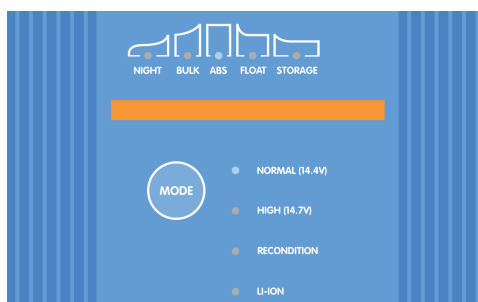 NIGHT BULK ABS FLOAT STORAGE
MODE
NORMAL (14.4V)
HIGH (14.7V)
RECONDITION
LI-ION